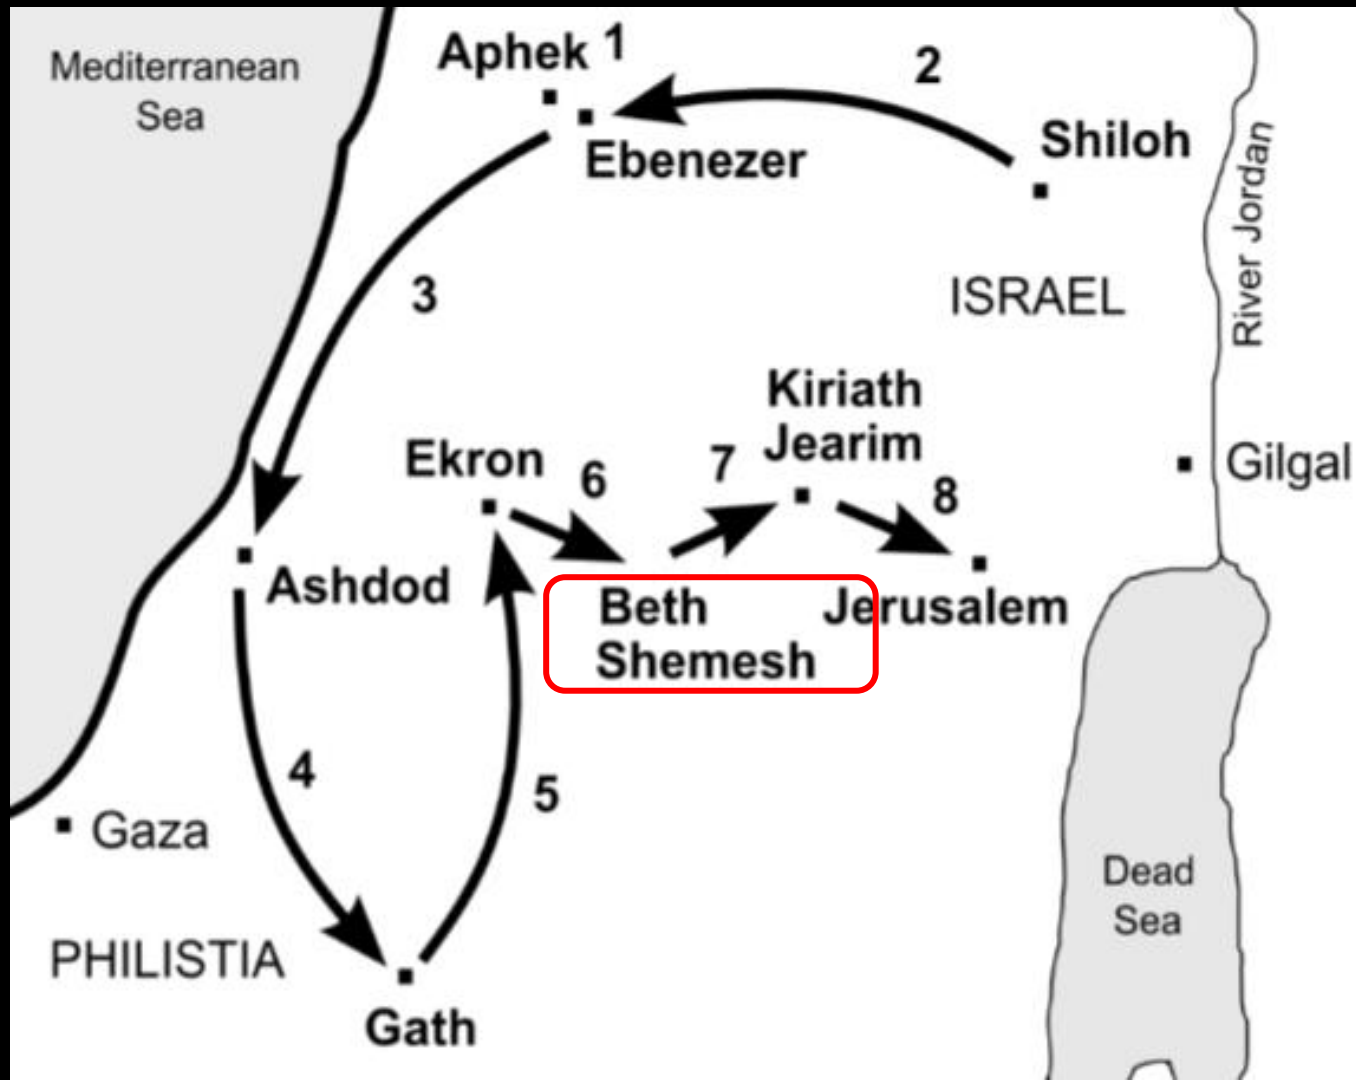 Mediterranean
Sea
Aphek 1
2
Ebenezer
Shiloh
River Jordan
3
ISRAEL
Kiriath
Jearim
Ekron
6
7
8
Gilgal
Ashdod
Beth
Shemesh
Jerusalem
4
5
Gaza
Dead
Sea
PHILISTIA
Gath